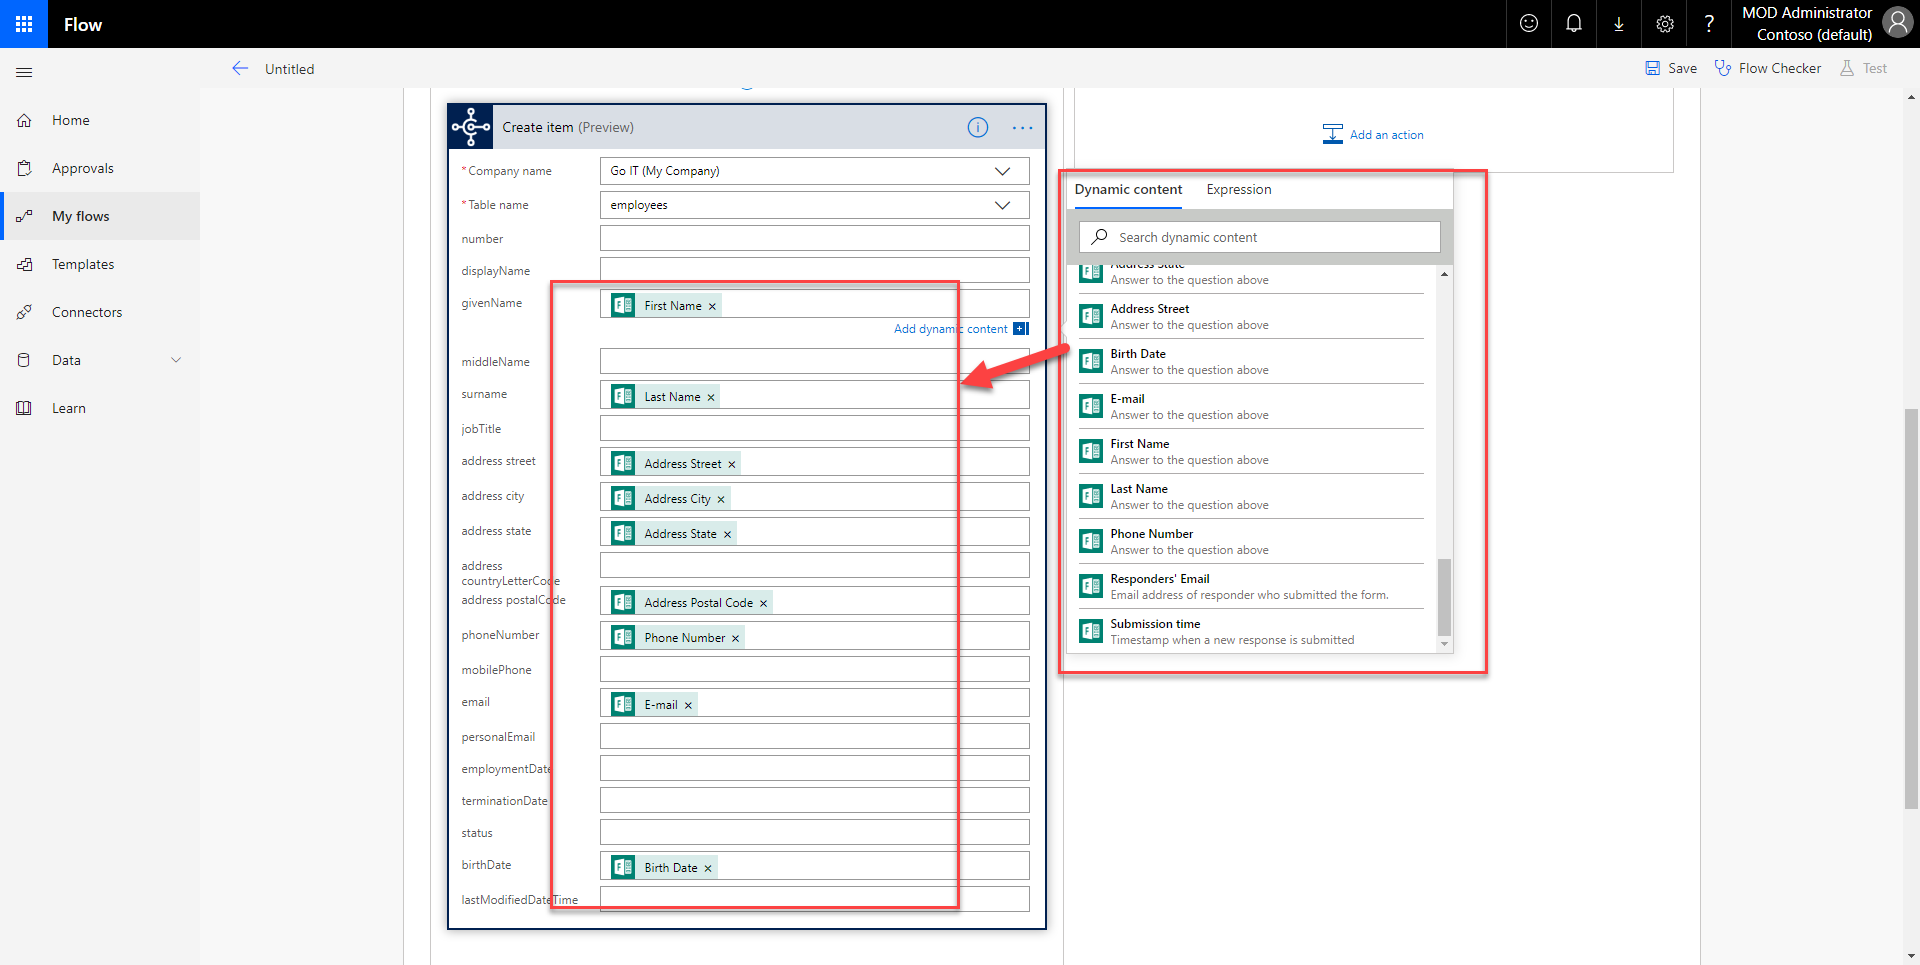 Flow
MOD Administrator
Contoso (default)
Untitled
Save
Flow Checker
Test
Home
Approvals
My flows
Templates
Connectors
Data
Learn
Create item (Preview)
* Company name
Go IT (My Company)
* Table name
employees
number
displayName
givenName
First Name ×
Add dynamic content
middleName
surname
Last Name ×
jobTitle
address street
Address Street ×
address city
Address City ×
address state
Address State ×
address
countryLetterCode
address postalCode
Address Postal Code ×
phoneNumber
Phone Number ×
mobilePhone
email
E-mail ×
personalEmail
employmentDate
terminationDate
status
birthDate
Birth Date ×
lastModifiedDateTime
Add an action
Dynamic content
Expression
Search dynamic content
Address State
Answer to the question above
Address Street
Answer to the question above
Birth Date
Answer to the question above
E-mail
Answer to the question above
First Name
Answer to the question above
Last Name
Answer to the question above
Phone Number
Answer to the question above
Responders' Email
Email address of responder who submitted the form.
Submission time
Timestamp when a new response is submitted